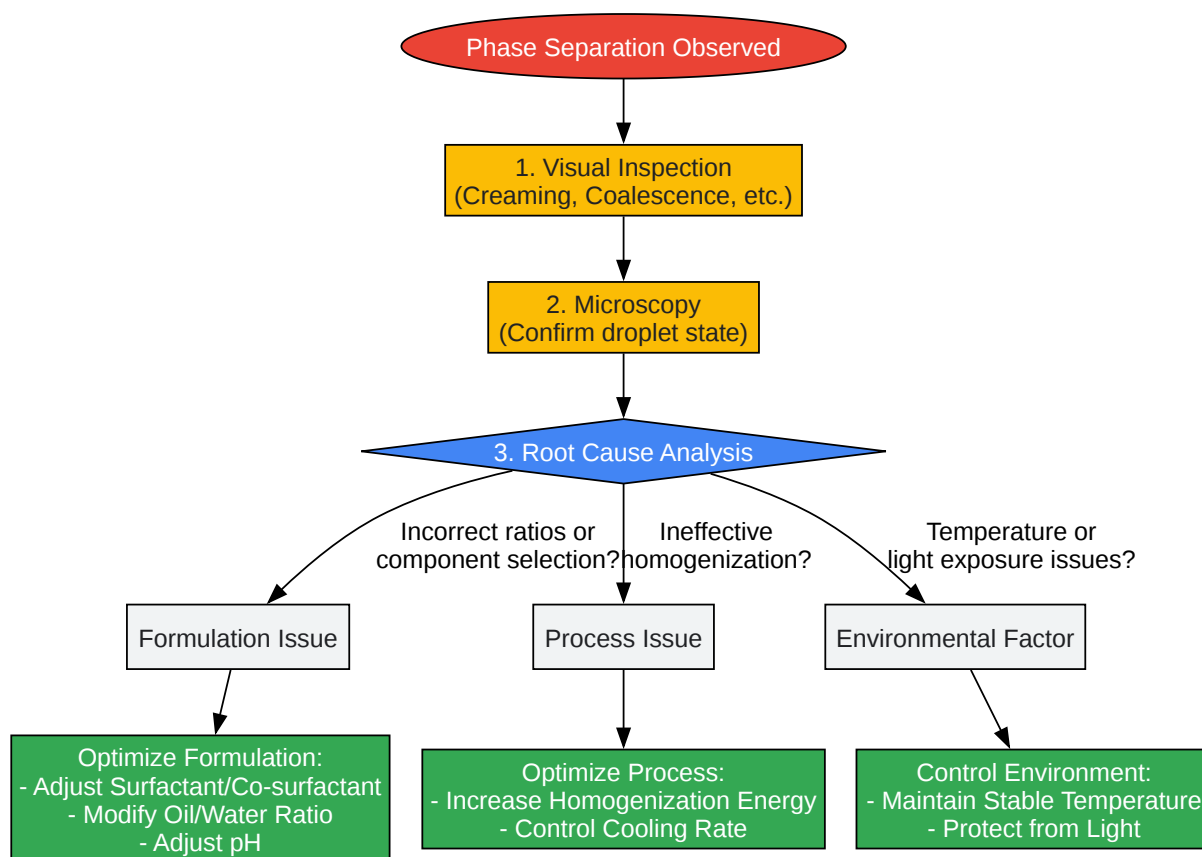 Phase Separation Observed
1. Visual Inspection
(Creaming, Coalescence, etc.)
2. Microscopy
(Confirm droplet state)
3. Root Cause Analysis
Incorrect ratios or
component selection?
Ineffective
homogenization?
Temperature or
light exposure issues?
Formulation Issue
Process Issue
Environmental Factor
Optimize Formulation:
- Adjust Surfactant/Co-surfactant
- Modify Oil/Water Ratio
- Adjust pH
Optimize Process:
- Increase Homogenization Energy
- Control Cooling Rate
Control Environment:
- Maintain Stable Temperature
- Protect from Light